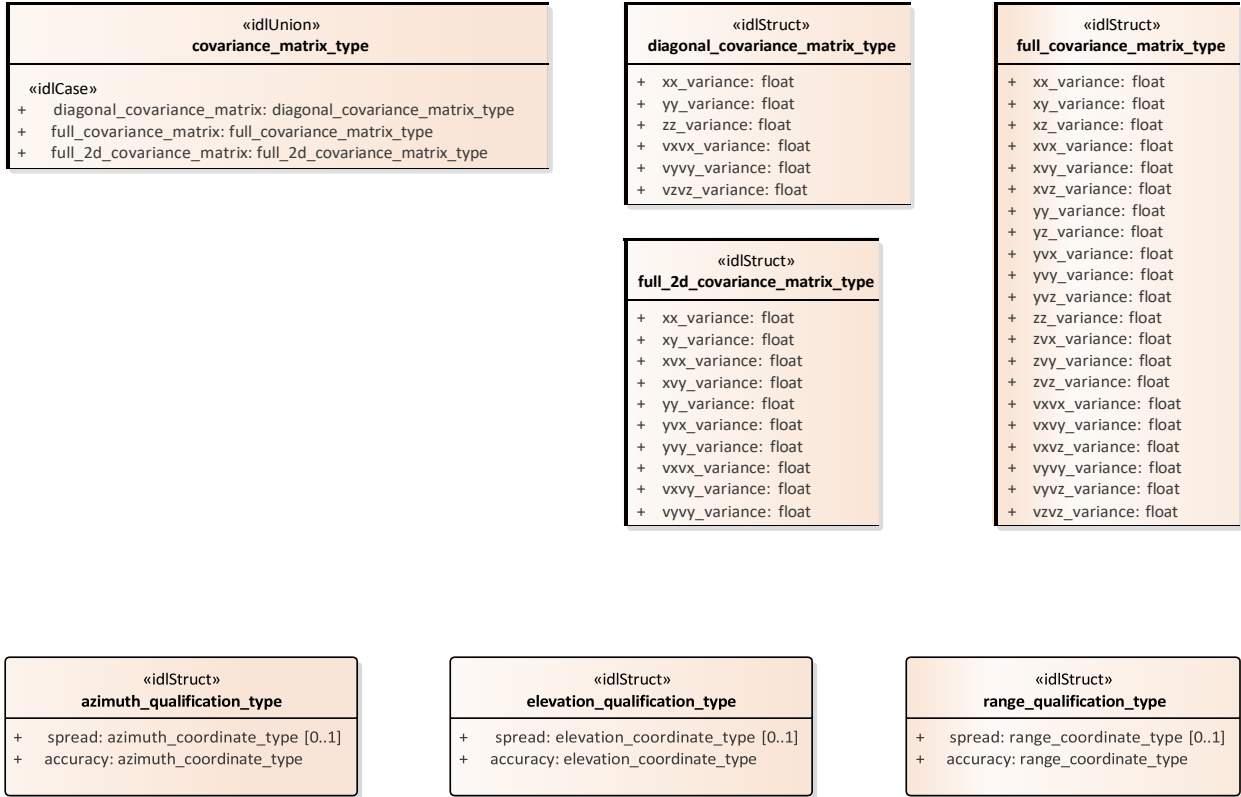 «idlUnion»
covariance_matrix_type
«idlCase»
+ diagonal_covariance_matrix: diagonal_covariance_matrix_type
+ full_covariance_matrix: full_covariance_matrix_type
+ full_2d_covariance_matrix: full_2d_covariance_matrix_type
«idlStruct»
diagonal_covariance_matrix_type
+ xx_variance: float
+ yy_variance: float
+ zz_variance: float
+ vxvx_variance: float
+ vyvy_variance: float
+ vzvz_variance: float
«idlStruct»
full_2d_covariance_matrix_type
+ xx_variance: float
+ xy_variance: float
+ xvx_variance: float
+ xvy_variance: float
+ yy_variance: float
+ yvx_variance: float
+ yvy_variance: float
+ vxvx_variance: float
+ vxvy_variance: float
+ vyvy_variance: float
«idlStruct»
full_covariance_matrix_type
+ xx_variance: float
+ xy_variance: float
+ xz_variance: float
+ xvx_variance: float
+ xvy_variance: float
+ xvz_variance: float
+ yy_variance: float
+ yz_variance: float
+ yvx_variance: float
+ yvy_variance: float
+ yvz_variance: float
+ zz_variance: float
+ zvx_variance: float
+ zvy_variance: float
+ zvz_variance: float
+ vxvx_variance: float
+ vxvy_variance: float
+ vxvz_variance: float
+ vyvy_variance: float
+ vyvz_variance: float
+ vzvz_variance: float
«idlStruct»
azimuth_qualification_type
+ spread: azimuth_coordinate_type [0..1]
+ accuracy: azimuth_coordinate_type
«idlStruct»
elevation_qualification_type
+ spread: elevation_coordinate_type [0..1]
+ accuracy: elevation_coordinate_type
«idlStruct»
range_qualification_type
+ spread: range_coordinate_type [0..1]
+ accuracy: range_coordinate_type